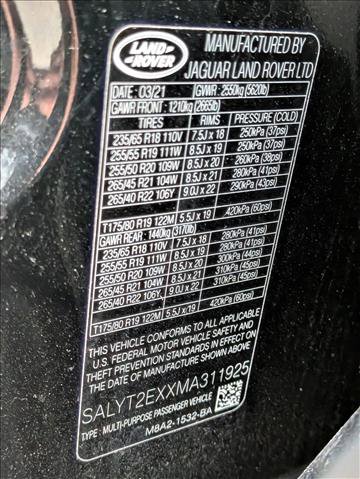 LAND
ROVER
MANUFACTURED BY
JAGUAR LAND ROVER LTD
DATE: 03/21 GVWR: 2550kg (5620lb)
GAWR FRONT: 1210kg (2665lb)
TIRES RIMS PRESSURE (COLD)
235/65 R18 110V 7.5J x 18 250kPa (37psi)
255/55 R19 111W 8.5J x 19 250kPa (37psi)
255/50 R20 109W 8.5J x 20 260kPa (38psi)
265/45 R21 104W 8.5J x 21 280kPa (41psi)
265/40 R22 106Y 9.0J x 22 290kPa (43psi)
T175/80 R19 122M 5.5J x 19 420kPa (60psi)
GAWR REAR: 1440kg (3170lb)
235/65 R18 110V 7.5J x 18 280kPa (41psi)
255/55 R19 111W 8.5J x 19 280kPa (41psi)
255/50 R20 109W 8.5J x 20 300kPa (44psi)
265/45 R21 104W 8.5J x 21 310kPa (45psi)
265/40 R22 106Y 9.0J x 22 310kPa (45psi)
T175/80 R19 122M 5.5J x 19 420kPa (60psi)
THIS VEHICLE CONFORMS TO ALL APPLICABLE
U.S. FEDERAL MOTOR VEHICLE SAFETY AND
THEFT PREVENTION STANDARDS IN EFFECT ON
THE DATE OF MANUFACTURE SHOWN ABOVE.
SALYT2EXXMA311925
TYPE: MULTI-PURPOSE PASSENGER VEHICLE
M8A2-1532-BA